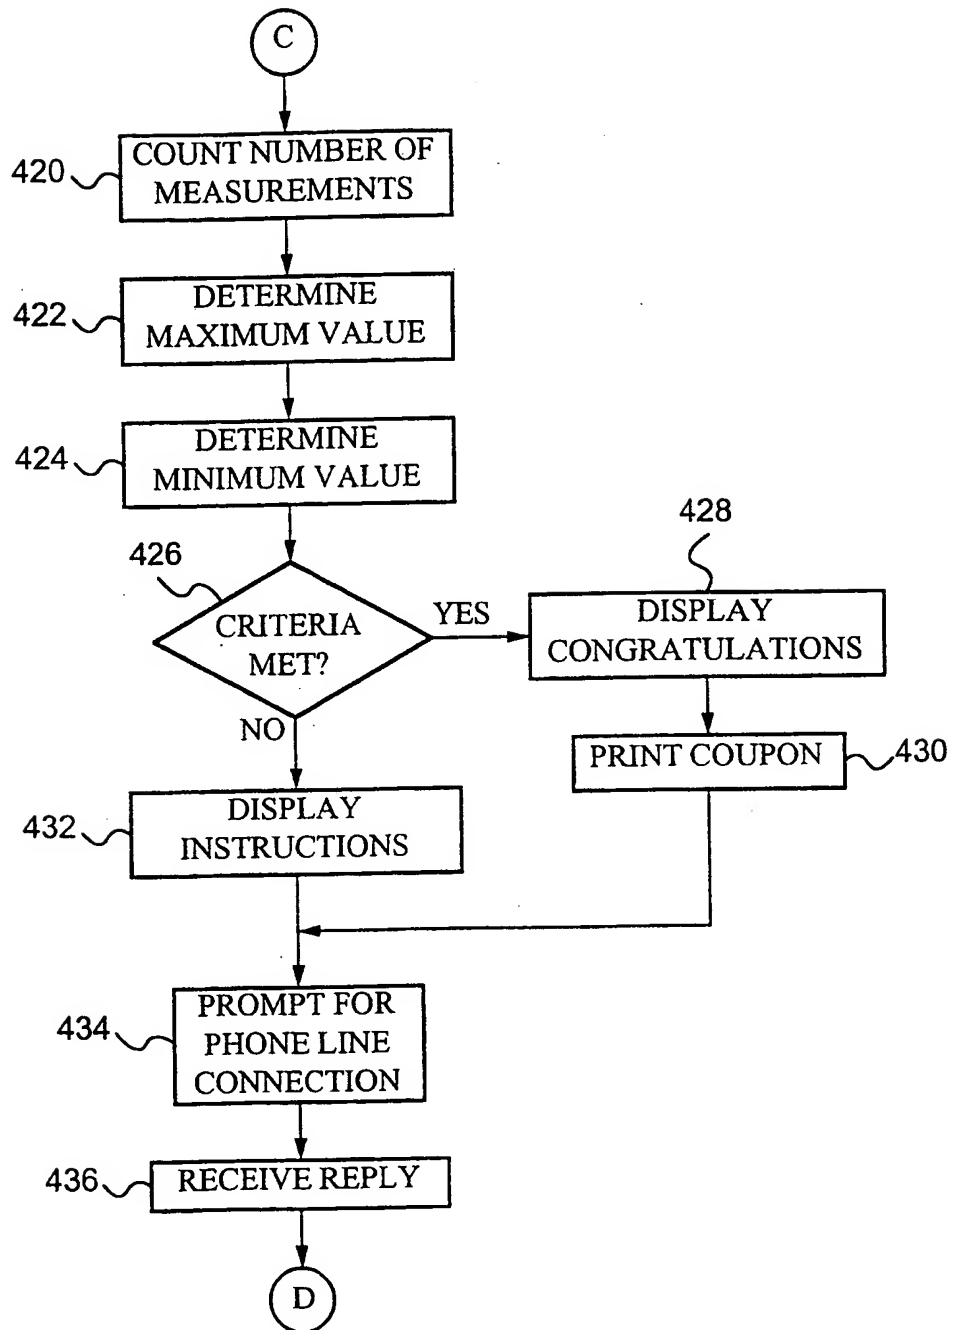 C
420
COUNT NUMBER OF
MEASUREMENTS
422
DETERMINE
MAXIMUM VALUE
424
DETERMINE
MINIMUM VALUE
426
CRITERIA
MET?
YES
NO
428
DISPLAY
CONGRATULATIONS
PRINT COUPON
430
432
DISPLAY
INSTRUCTIONS
434
PROMPT FOR
PHONE LINE
CONNECTION
436
RECEIVE REPLY
D